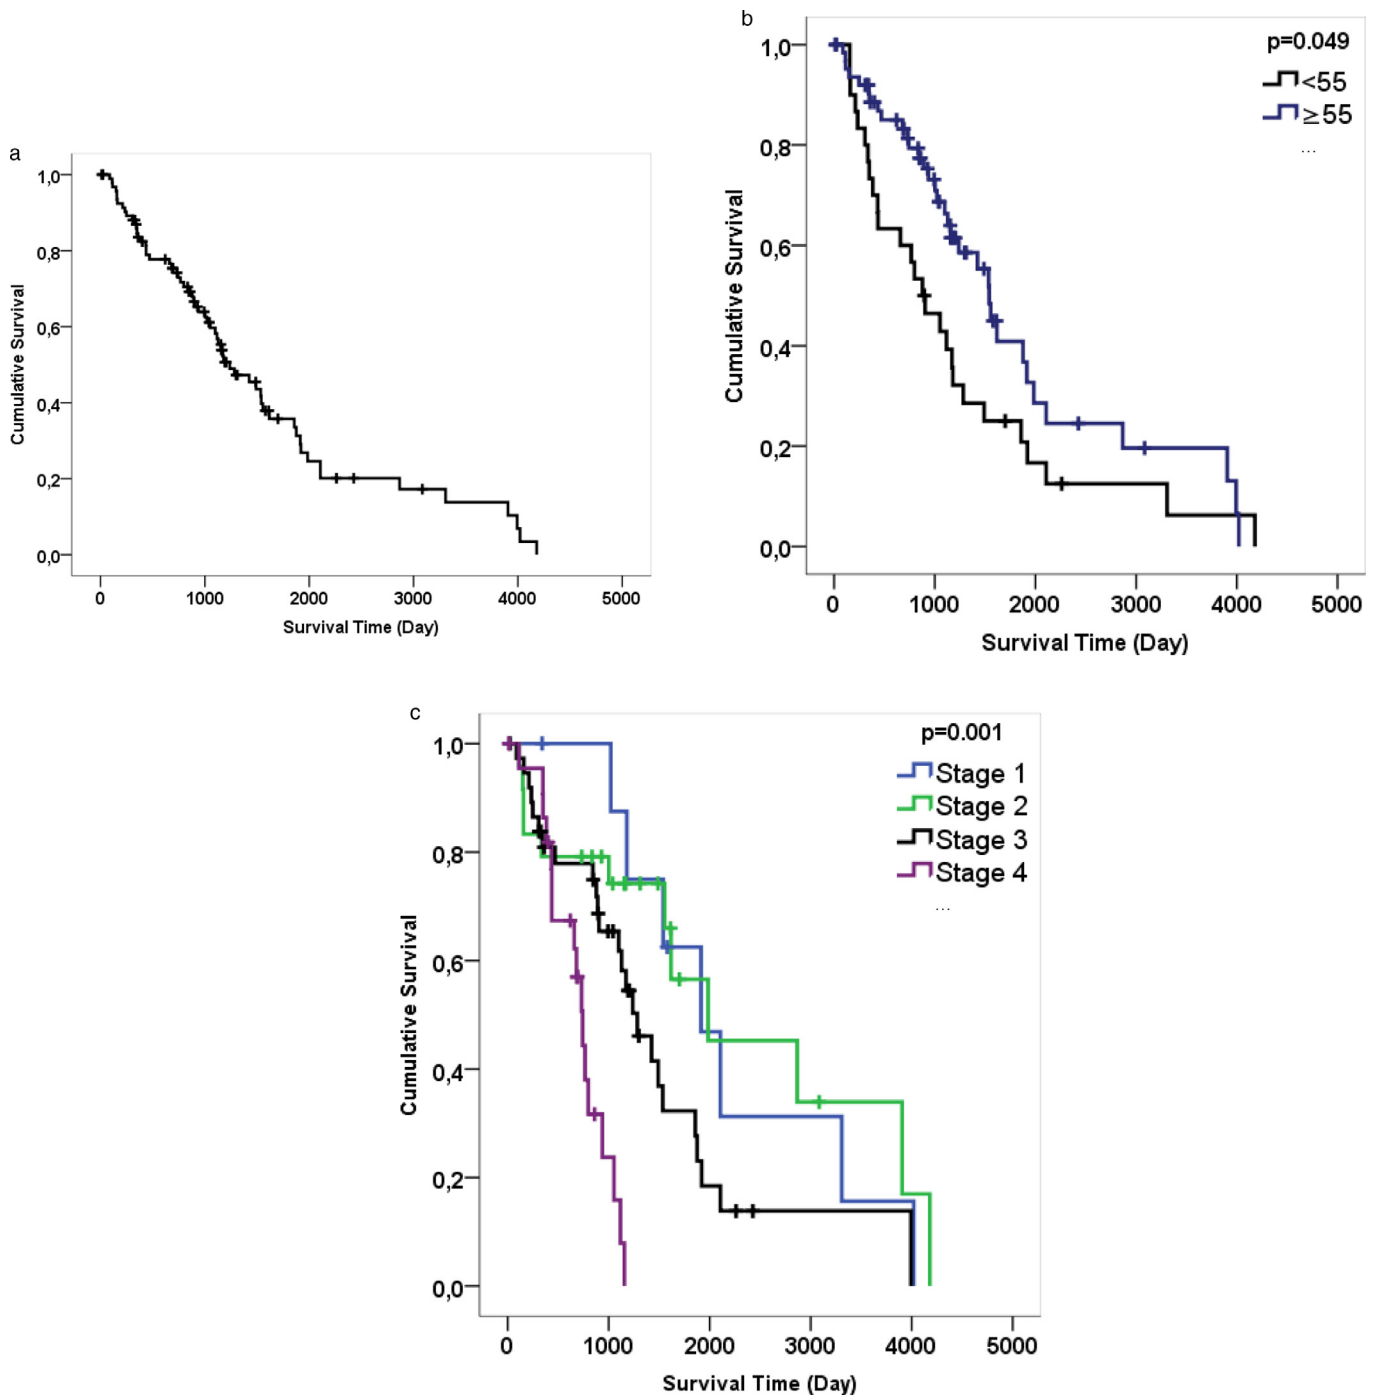 a
1,0
0,8
0,6
0,4
0,2
0,0
Cumulative Survival
0 1000 2000 3000 4000 5000
Survival Time (Day)
b
p=0.049
<55
≥55
...
1,0
0,8
0,6
0,4
0,2
0,0
Cumulative Survival
0 1000 2000 3000 4000 5000
Survival Time (Day)
c
p=0.001
Stage 1
Stage 2
Stage 3
Stage 4
...
1,0
0,8
0,6
0,4
0,2
0,0
Cumulative Survival
0 1000 2000 3000 4000 5000
Survival Time (Day)